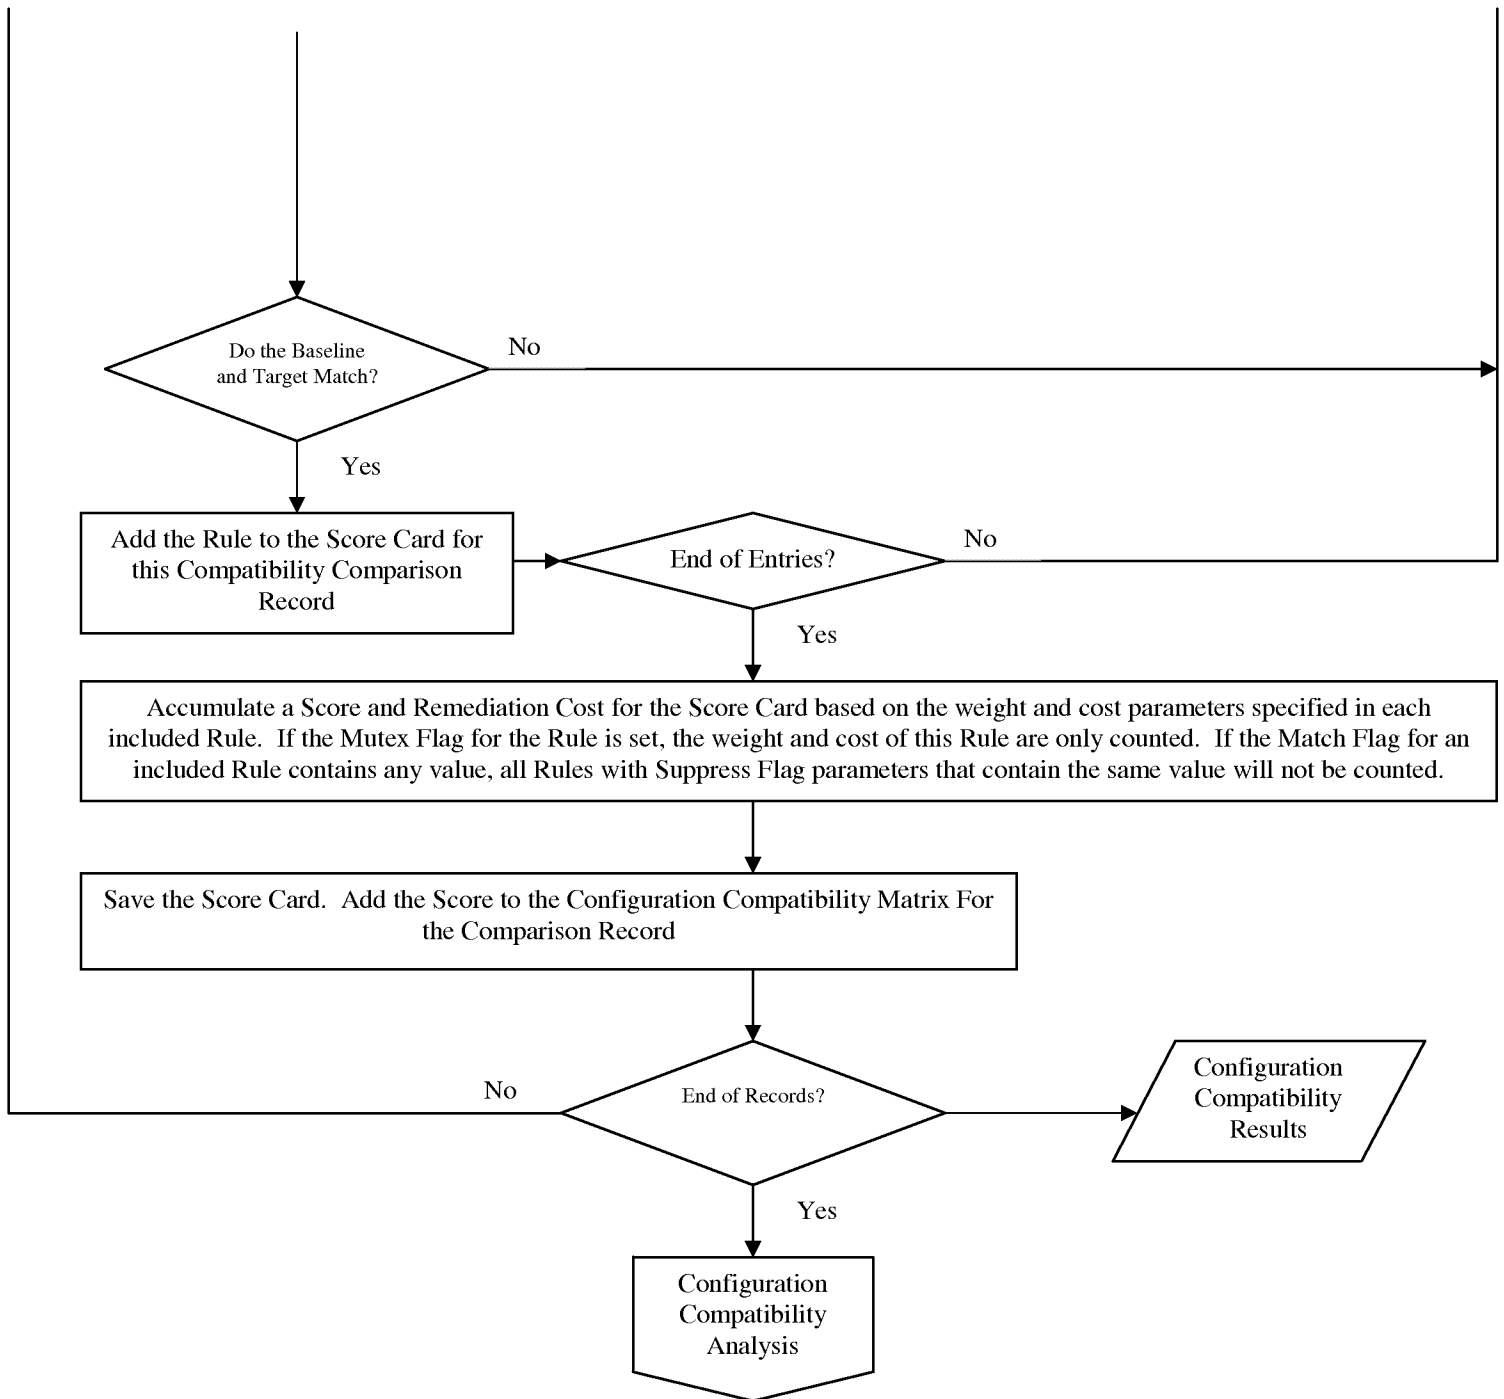 Do the Baseline
and Target Match?
No
Yes
Add the Rule to the Score Card for
this Compatibility Comparison
Record
End of Entries?
No
Yes
Accumulate a Score and Remediation Cost for the Score Card based on the weight and cost parameters specified in each
included Rule.  If the Mutex Flag for the Rule is set, the weight and cost of this Rule are only counted.  If the Match Flag for an
included Rule contains any value, all Rules with Suppress Flag parameters that contain the same value will not be counted.
Save the Score Card.  Add the Score to the Configuration Compatibility Matrix For
the Comparison Record
No
End of Records?
Configuration
Compatibility
Results
Yes
Configuration
Compatibility
Analysis